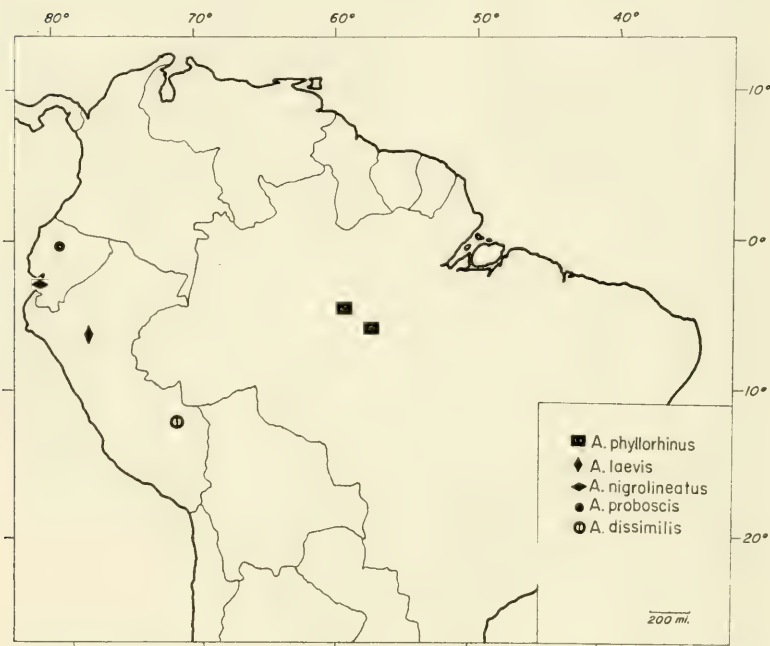 80° 70° 60° 50° 40°
10°
0°
10°
20°
A. phyllorhinus
A. laevis
A. nigrolineatus
A. proboscis
A. dissimilis
200 mi.